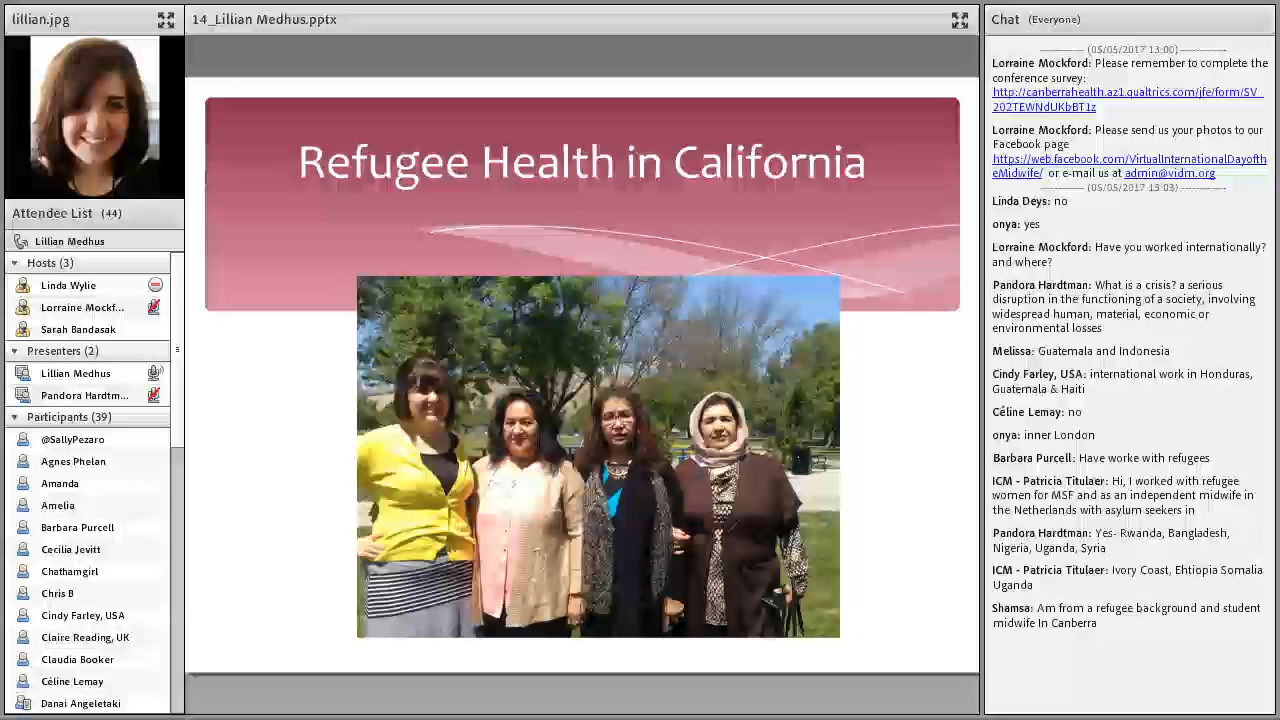 lillian.jpg
Attendee List (44)
Lillian Medhus
Hosts (3)
Linda Wylie
Lorraine Mockf...
Sarah Bandasak
Presenters (2)
Lillian Medhus
Pandora Hardtm...
Participants (39)
@SallyPezaro
Agnes Phelan
Amanda
Amelia
Barbara Purcell
Cecilia Jevitt
Chathamgirl
Chris B
Cindy Farley, USA
Claire Reading, UK
Claudia Booker
Céline Lemay
Danai Angeletaki
14_Lillian Medhus.pptx
Refugee Health in California
Chat (Everyone)
(05/05/2017 13:00)
Lorraine Mockford: Please remember to complete the
conference survey:
http://canberrahealth.az1.qualtrics.com/jfe/form/SV_
202TEWNdUKbBT1z
Lorraine Mockford: Please send us your photos to our
Facebook page
https://web.facebook.com/VirtualInternationalDayofth
eMidwife/ or e-mail us at admin@vidm.org
(05/05/2017 13:03)
Linda Deys: no
onya: yes
Lorraine Mockford: Have you worked internationally?
and where?
Pandora Hardtman: What is a crisis? a serious
disruption in the functioning of a society, involving
widespread human, material, economic or
environmental losses
Melissa: Guatemala and Indonesia
Cindy Farley, USA: international work in Honduras,
Guatemala & Haiti
Céline Lemay: no
onya: inner London
Barbara Purcell: Have worke with refugees
ICM - Patricia Titulaer: Hi, I worked with refugee
women for MSF and as an independent midwife in
the Netherlands with asylum seekers in
Pandora Hardtman: Yes- Rwanda, Bangladesh,
Nigeria, Uganda, Syria
ICM - Patricia Titulaer: Ivory Coast, Ehtiopia Somalia
Uganda
Shamsa: Am from a refugee background and student
midwife In Canberra